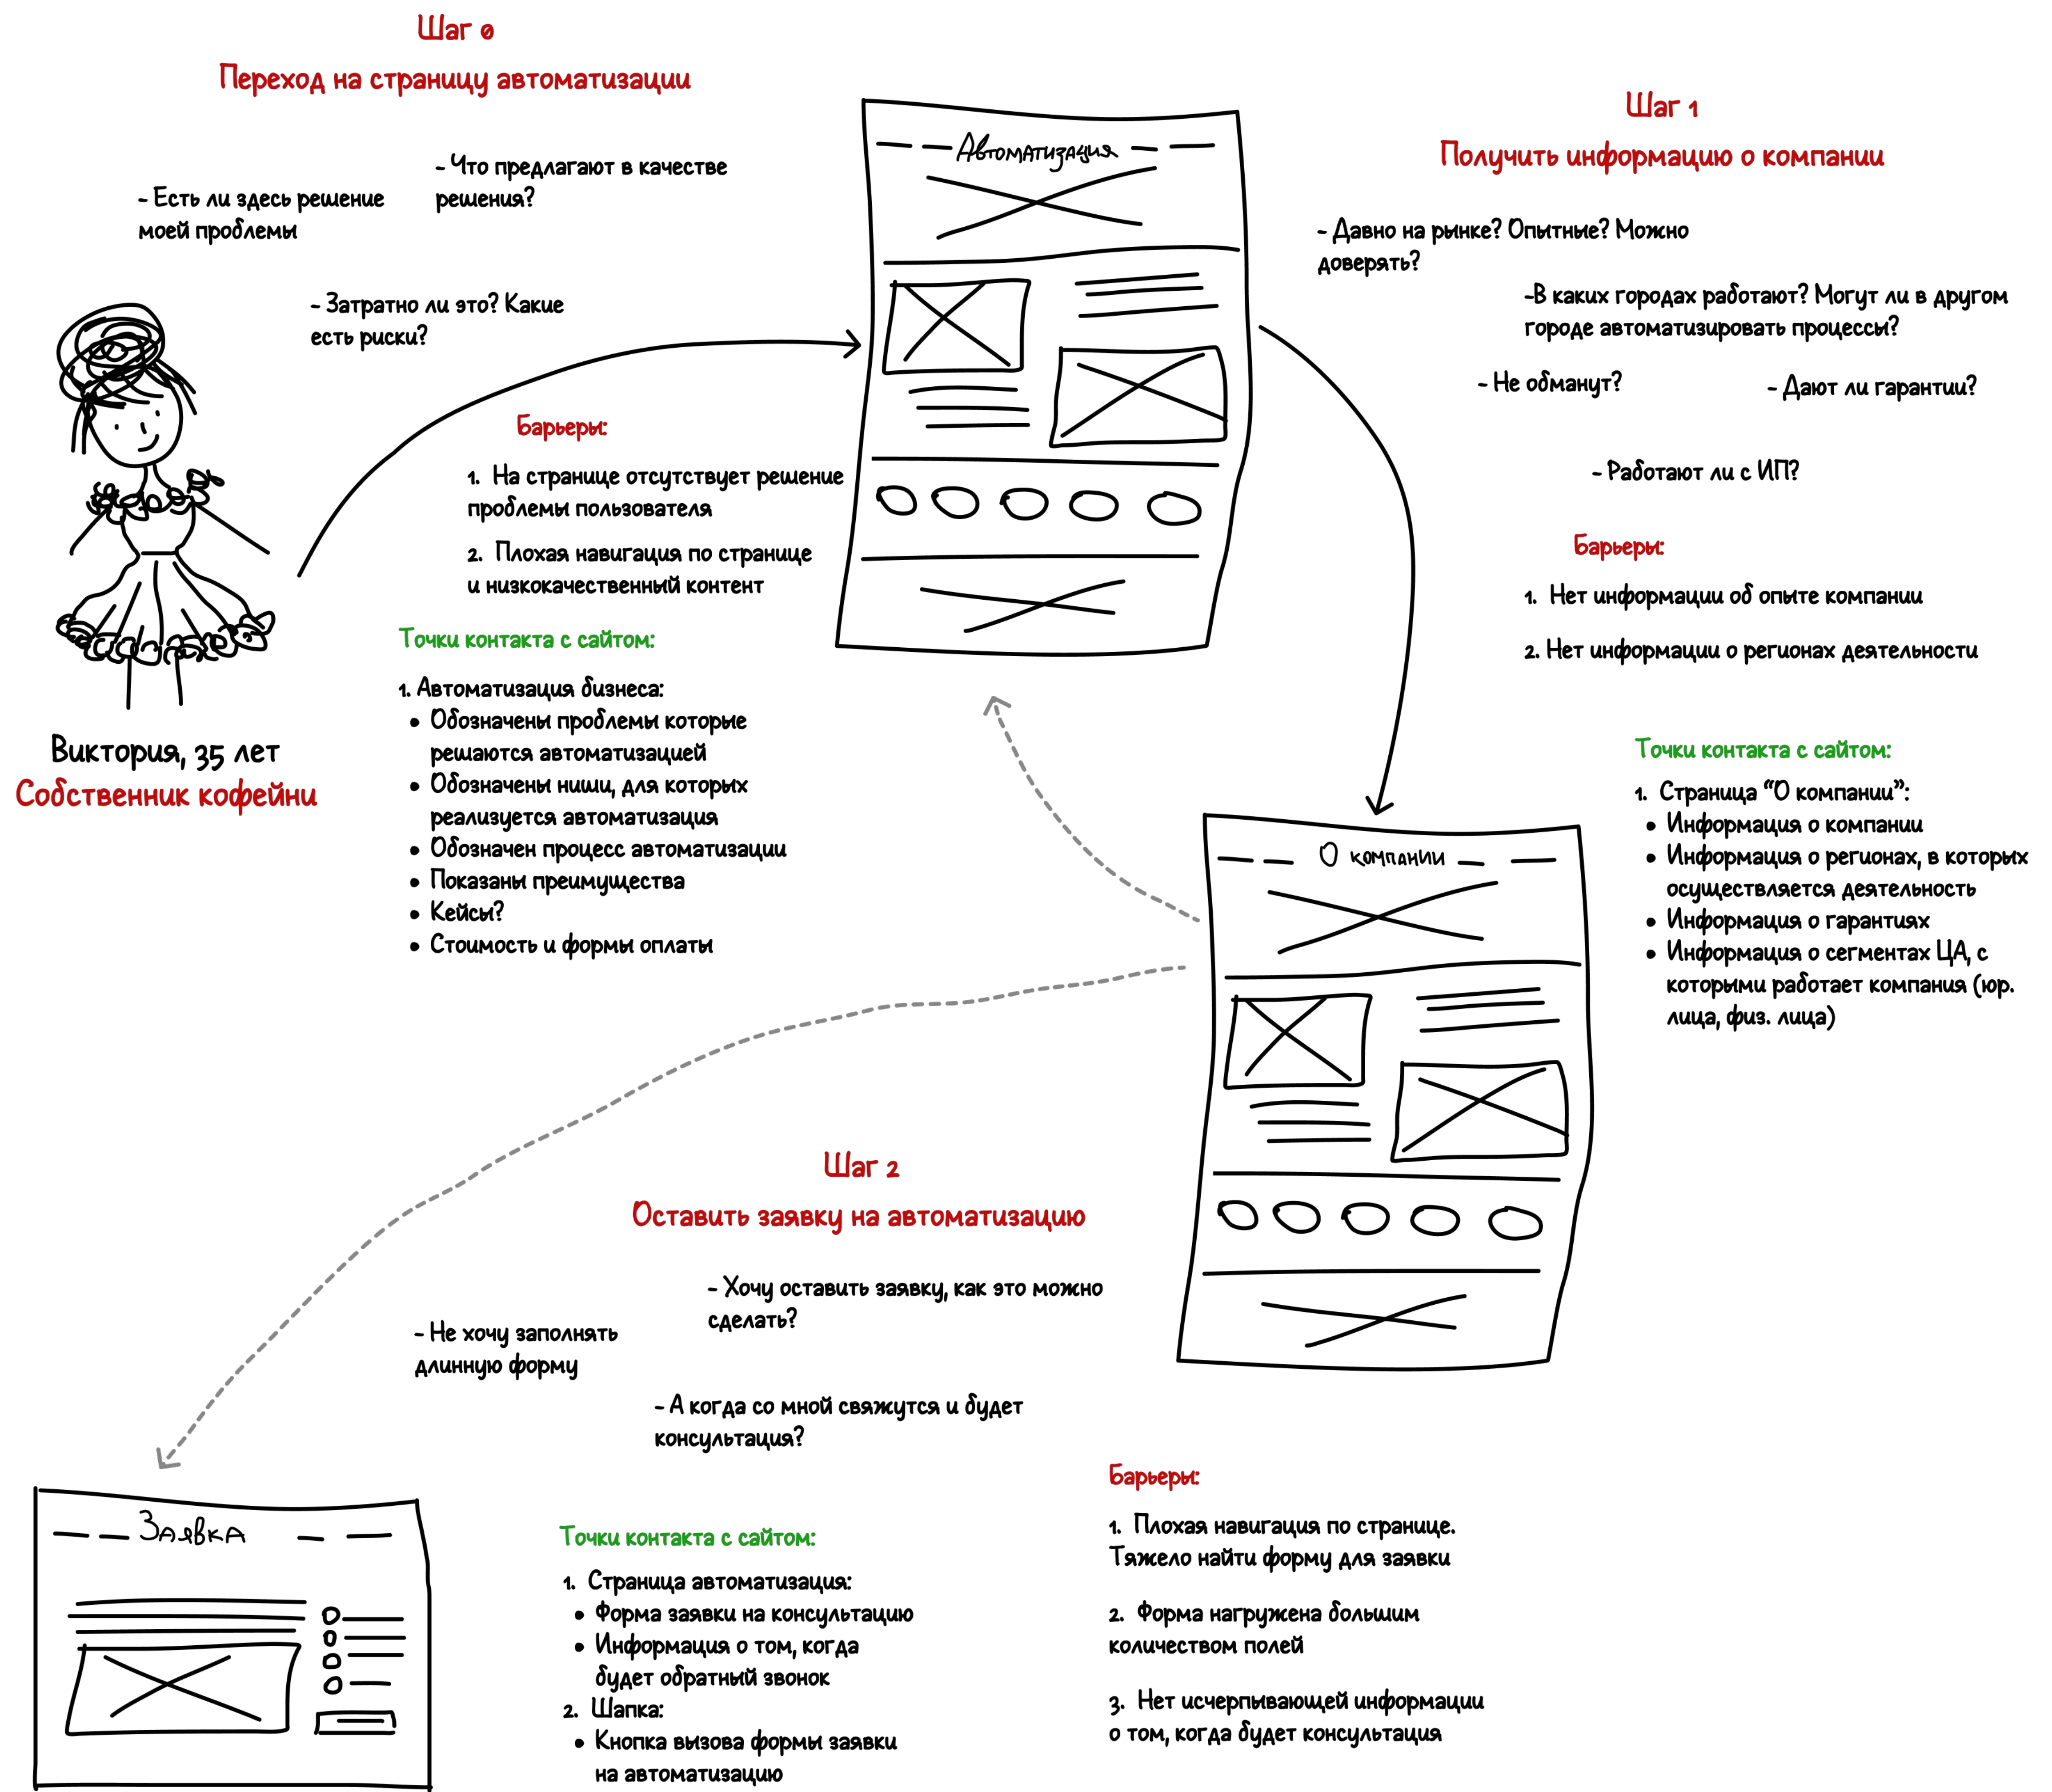 Шаг 0
Переход на страницу автоматизации
- Есть ли здесь решение
моей проблемы
- Что предлагают в качестве
решения?
- Затратно ли это? Какие
есть риски?
Барьеры:
1. На странице отсутствует решение
проблемы пользователя
2. Плохая навигация по странице
и низкокачественный контент
Точки контакта с сайтом:
1. Автоматизация бизнеса:
• Обозначены проблемы которые
решаются автоматизацией
• Обозначены ниши, для которых
реализуется автоматизация
• Обозначен процесс автоматизации
• Показаны преимущества
• Кейсы?
• Стоимость и формы оплаты
Виктория, 35 лет
Собственник кофейни
Автоматизация
Шаг 1
Получить информацию о компании
- Давно на рынке? Опытные? Можно
доверять?
-В каких городах работают? Могут ли в другом
городе автоматизировать процессы?
- Не обманут?
- Дают ли гарантии?
- Работают ли с ИП?
Барьеры:
1. Нет информации об опыте компании
2. Нет информации о регионах деятельности
Точки контакта с сайтом:
1. Страница “О компании”:
• Информация о компании
• Информация о регионах, в которых
осуществляется деятельность
• Информация о гарантиях
• Информация о сегментах ЦА, с
которыми работает компания (юр.
лица, физ. лица)
О компании
Шаг 2
Оставить заявку на автоматизацию
- Хочу оставить заявку, как это можно
сделать?
- Не хочу заполнять
длинную форму
- А когда со мной свяжутся и будет
консультация?
Заявка
Точки контакта с сайтом:
1. Страница автоматизация:
• Форма заявки на консультацию
• Информация о том, когда
будет обратный звонок
2. Шапка:
• Кнопка вызова формы заявки
на автоматизацию
Барьеры:
1. Плохая навигация по странице.
Тяжело найти форму для заявки
2. Форма нагружена большим
количеством полей
3. Нет исчерпывающей информации
о том, когда будет консультация